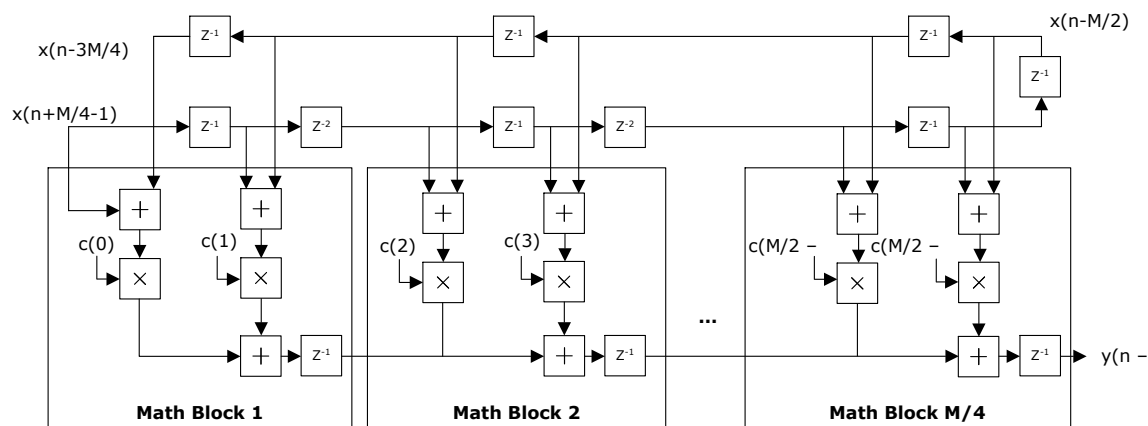 Z⁻¹ Z⁻¹ Z⁻¹ x(n-M/2)
x(n-3M/4)
Z⁻¹
x(n+M/4-1)
Z⁻¹ Z⁻² Z⁻¹ Z⁻² Z⁻¹
+ + + + + +
c(0) c(1) c(2) c(3) c(M/2 − c(M/2 −
× × × × × ×
...
+ Z⁻¹ + Z⁻¹ + Z⁻¹ y(n −
Math Block 1 Math Block 2 Math Block M/4